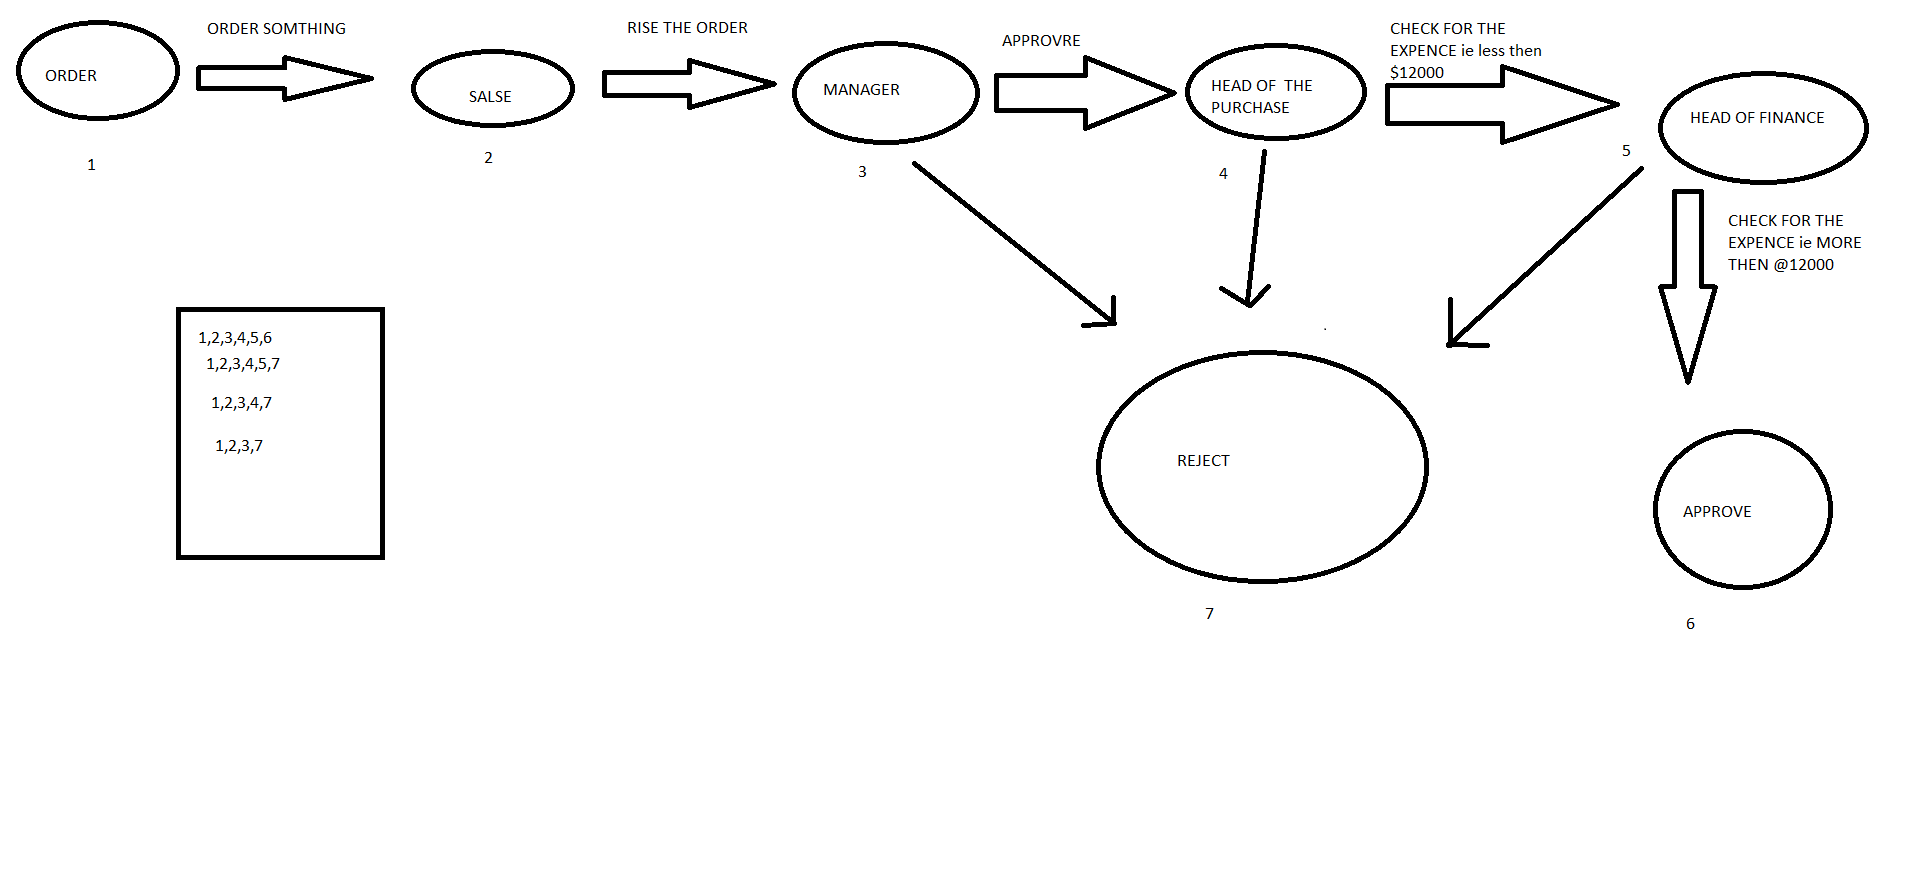 ORDER
ORDER SOMTHING
SALSE
RISE THE ORDER
MANAGER
APPROVRE
HEAD OF  THE
PURCHASE
CHECK FOR THE
EXPENCE ie less then
$12000
HEAD OF FINANCE
1
2
3
4
5
CHECK FOR THE
EXPENCE ie MORE
THEN @12000
1,2,3,4,5,6
1,2,3,4,5,7
1,2,3,4,7
1,2,3,7
REJECT
APPROVE
7
6